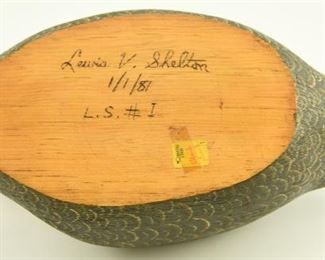 Lewis V. Shelton
1/1/81
L.S. # I